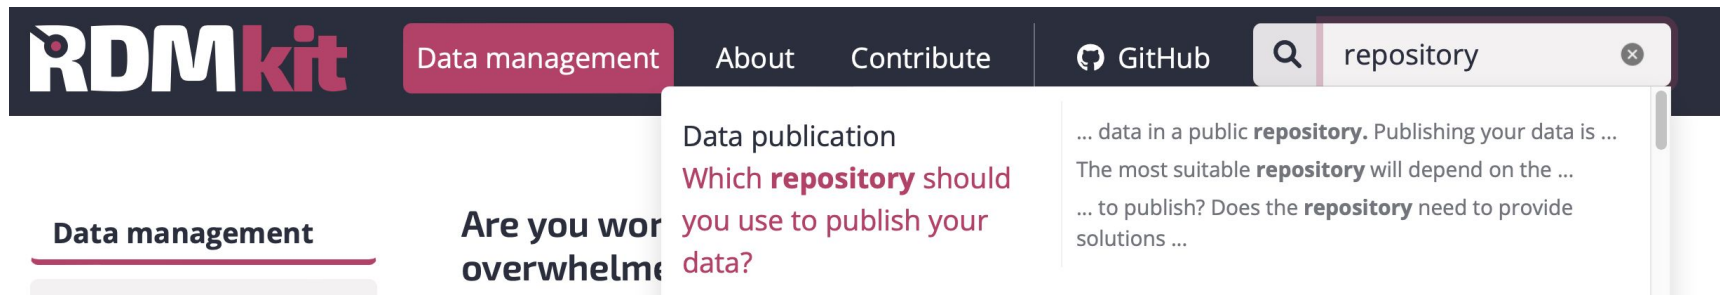 RDMkit Data management About Contribute GitHub repository
Data publication
Which repository should
you use to publish your
data?
... data in a public repository. Publishing your data is ...
The most suitable repository will depend on the ...
... to publish? Does the repository need to provide
solutions ...
Data management
Are you wor
overwhelme